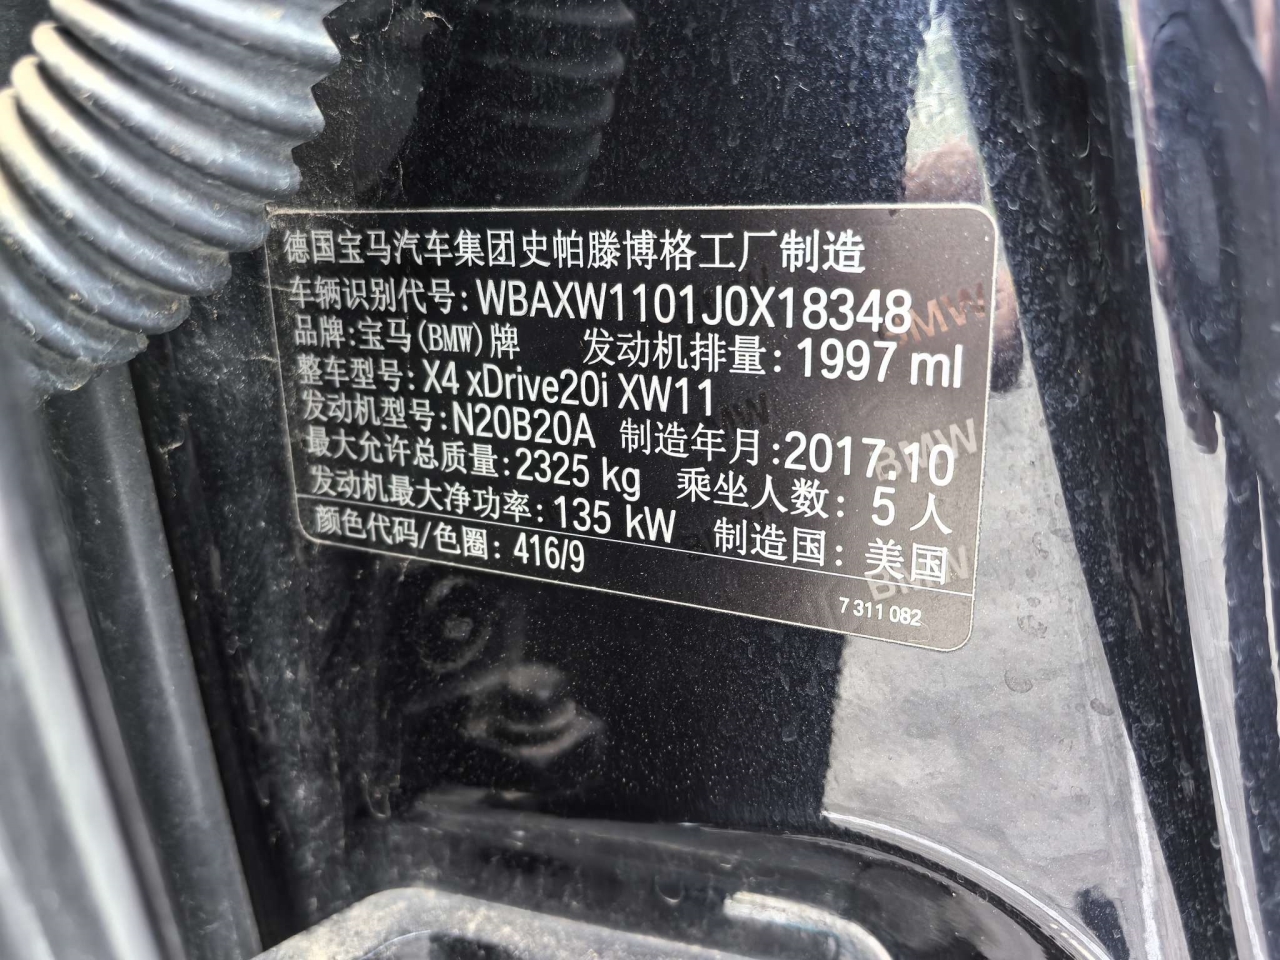 德国宝马汽车集团史帕滕博格工厂制造
车辆识别代号: WBAXW1101J0X18348
品牌:宝马(BMW)牌 发动机排量: 1997 ml
整车型号: X4 xDrive20i XW11
发动机型号: N20B20A 制造年月:2017.10
最大允许总质量: 2325 kg 乘坐人数: 5 人
发动机最大净功率: 135 kW 制造国: 美国
颜色代码/色圈: 416/9
7 311 082
BMW
BMW
BMW
BMW